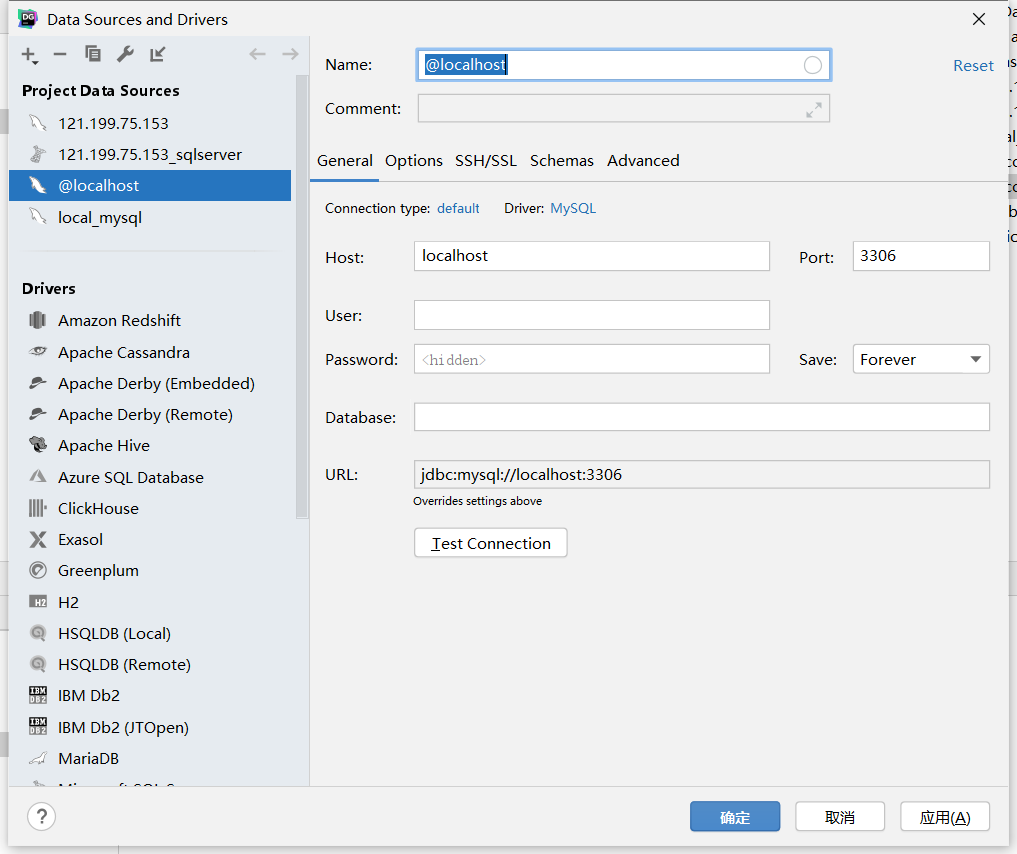 Data Sources and Drivers
Name:
@localhost
Reset
Comment:
Project Data Sources
121.199.75.153
121.199.75.153_sqlserver
@localhost
local_mysql
General
Options
SSH/SSL
Schemas
Advanced
Connection type: default
Driver: MySQL
Host:
localhost
Port:
3306
User:
Password:
<hidden>
Save:
Forever
Database:
URL:
jdbc:mysql://localhost:3306
Overrides settings above
Test Connection
Drivers
Amazon Redshift
Apache Cassandra
Apache Derby (Embedded)
Apache Derby (Remote)
Apache Hive
Azure SQL Database
ClickHouse
Exasol
Greenplum
H2
HSQLDB (Local)
HSQLDB (Remote)
IBM Db2
IBM Db2 (JTOpen)
MariaDB
?
确定
取消
应用(A)